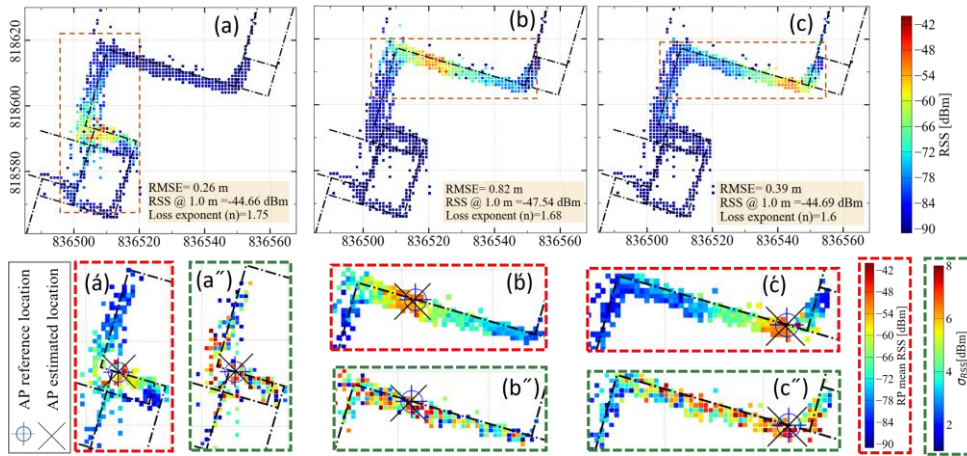 (a)
(b)
(c)
818620
818600
818580
RMSE= 0.26 m
RSS @ 1.0 m =-44.66 dBm
Loss exponent (n)=1.75
RMSE= 0.82 m
RSS @ 1.0 m =-47.54 dBm
Loss exponent (n)=1.68
RMSE= 0.39 m
RSS @ 1.0 m =-44.69 dBm
Loss exponent (n)=1.6
836500 836520 836540 836560
836500 836520 836540 836560
836500 836520 836540 836560
-42
-48
-54
-60
-66
-72
-78
-84
-90
RSS [dBm]
AP reference location
AP estimated location
(á)
(a˝)
(b́)
(b˝)
(ć)
(c˝)
-42
-48
-54
-60
-66
-72
-78
-84
-90
RP mean RSS [dBm]
8
6
4
2
σRSS [dBm]